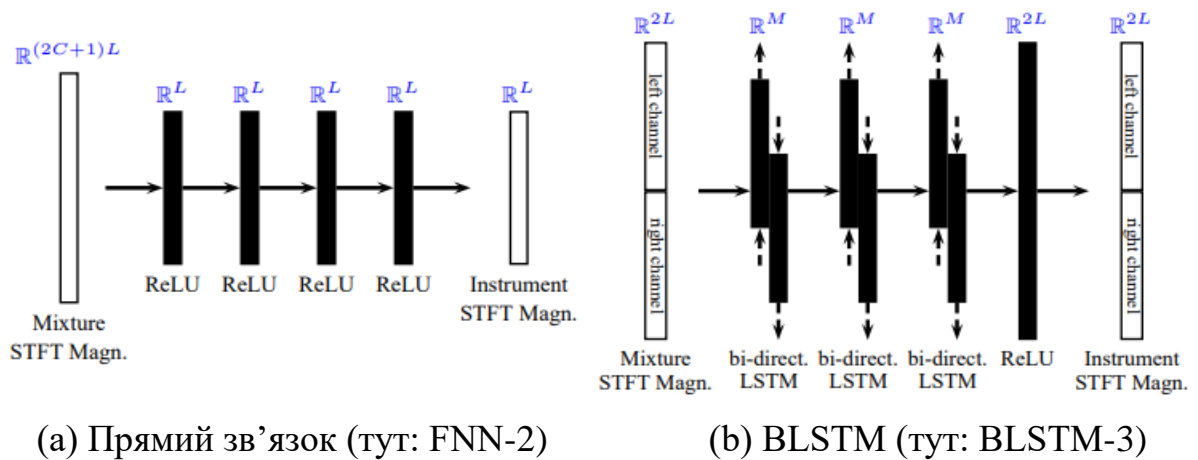 ℝ^{(2C+1)L}
ℝ^L ℝ^L ℝ^L ℝ^L ℝ^L
ReLU ReLU ReLU ReLU
Instrument
STFT Magn.
Mixture
STFT Magn.
(a) Прямий зв’язок (тут: FNN-2)
ℝ^{2L} ℝ^M ℝ^M ℝ^M ℝ^{2L} ℝ^{2L}
left channel
right channel
left channel
right channel
Mixture
STFT Magn.
bi-direct.
LSTM
bi-direct.
LSTM
bi-direct.
LSTM
ReLU
Instrument
STFT Magn.
(b) BLSTM (тут: BLSTM-3)